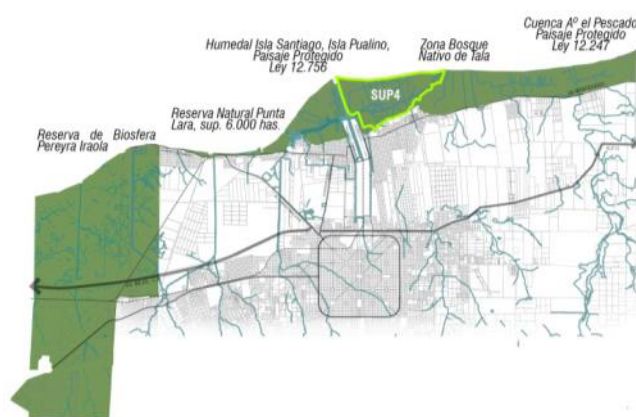 Cuenca Aº el Pescado
Paisaje Protegido
Ley 12.247
Humedal Isla Santiago, Isla Pualino,
Paisaje Protegido
Ley 12.756
Zona Bosque
Nativo de Tala
SUP4
Reserva Natural Punta
Lara, sup. 6.000 has.
Reserva de Biosfera
Pereyra Iraola